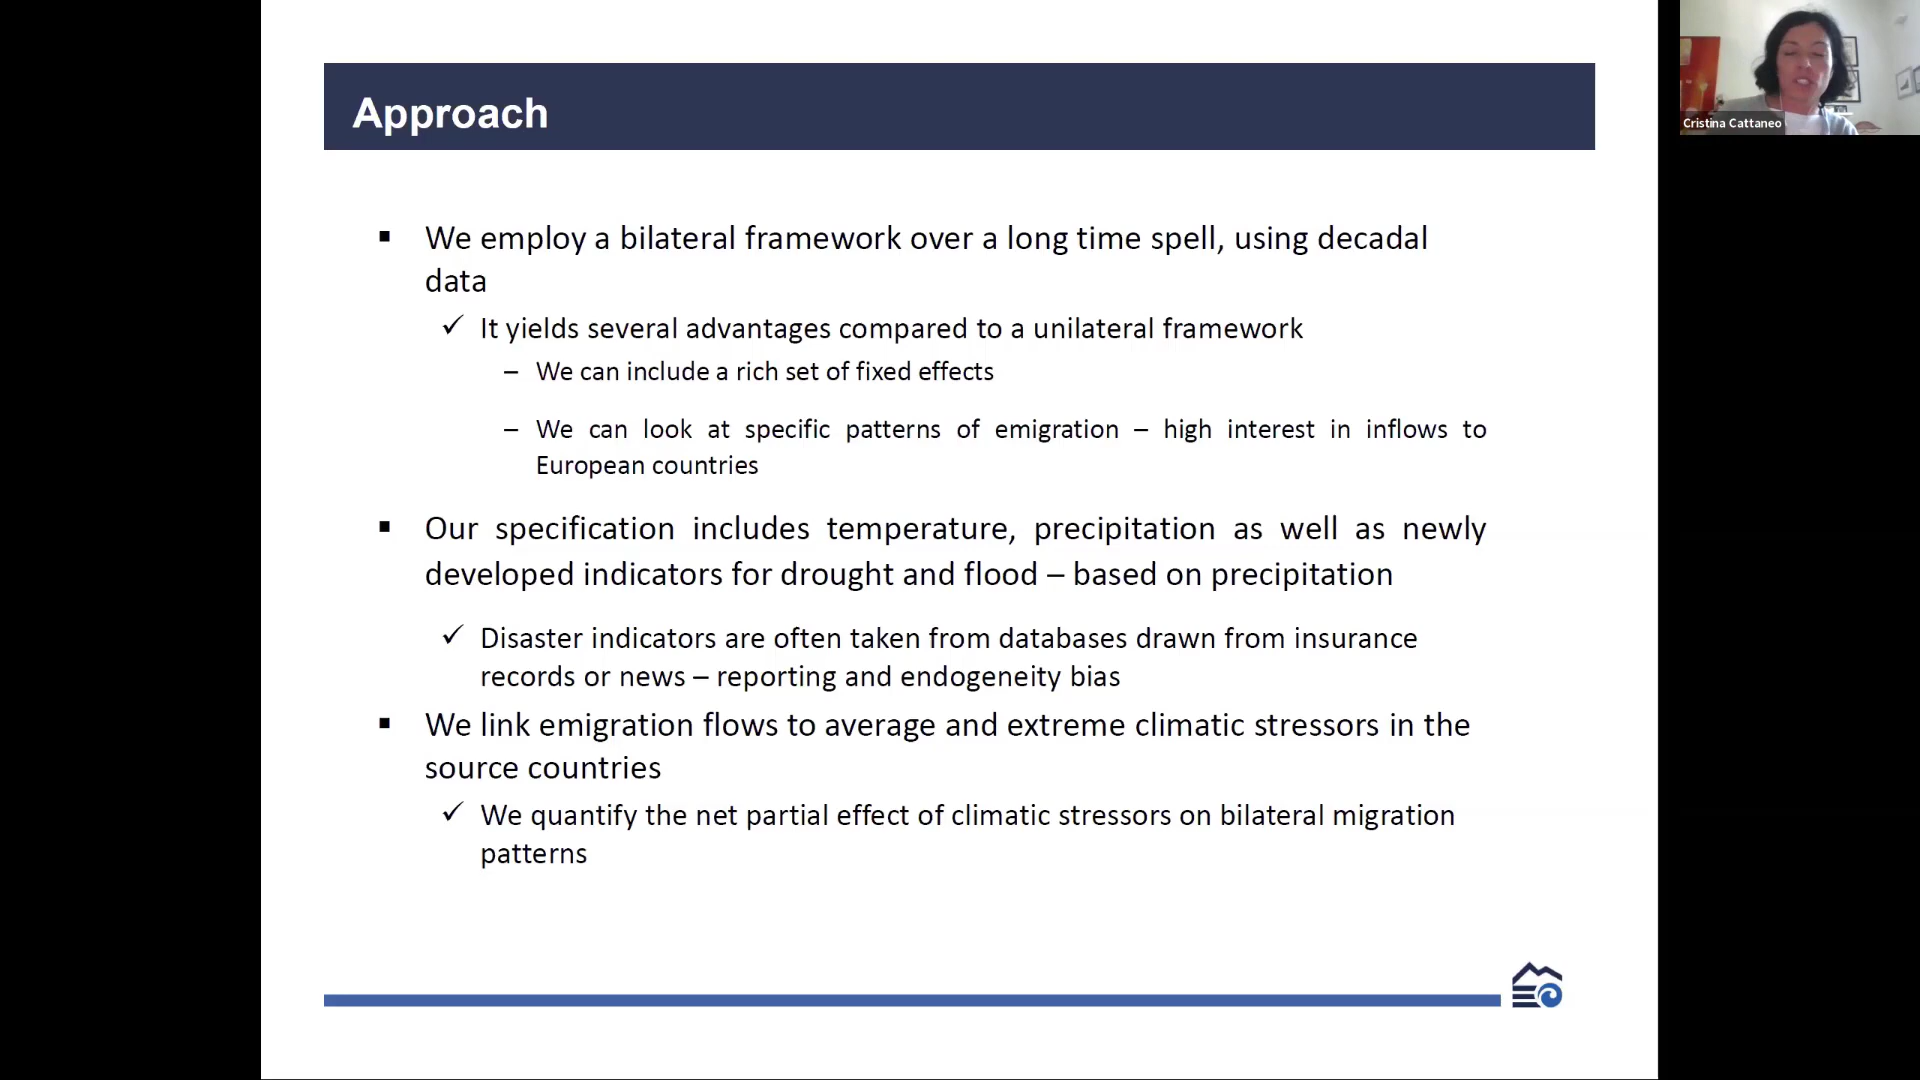 Approach
Cristina Cattaneo
▪ We employ a bilateral framework over a long time spell, using decadal
data
✓ It yields several advantages compared to a unilateral framework
– We can include a rich set of fixed effects
– We can look at specific patterns of emigration – high interest in inflows to
European countries
▪ Our specification includes temperature, precipitation as well as newly
developed indicators for drought and flood – based on precipitation
✓ Disaster indicators are often taken from databases drawn from insurance
records or news – reporting and endogeneity bias
▪ We link emigration flows to average and extreme climatic stressors in the
source countries
✓ We quantify the net partial effect of climatic stressors on bilateral migration
patterns